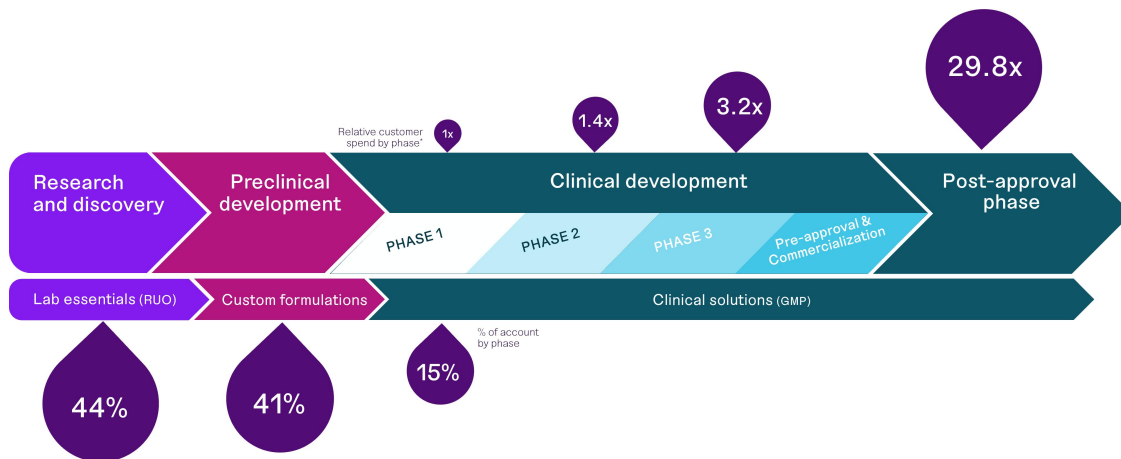 29.8x
3.2x
1.4x
1x
Relative customer
spend by phase*
Research
and discovery
Preclinical
development
Clinical development
Post-approval
phase
PHASE 1
PHASE 2
PHASE 3
Pre-approval &
Commercialization
Lab essentials (RUO)
Custom formulations
Clinical solutions (GMP)
% of account
by phase
44%
41%
15%